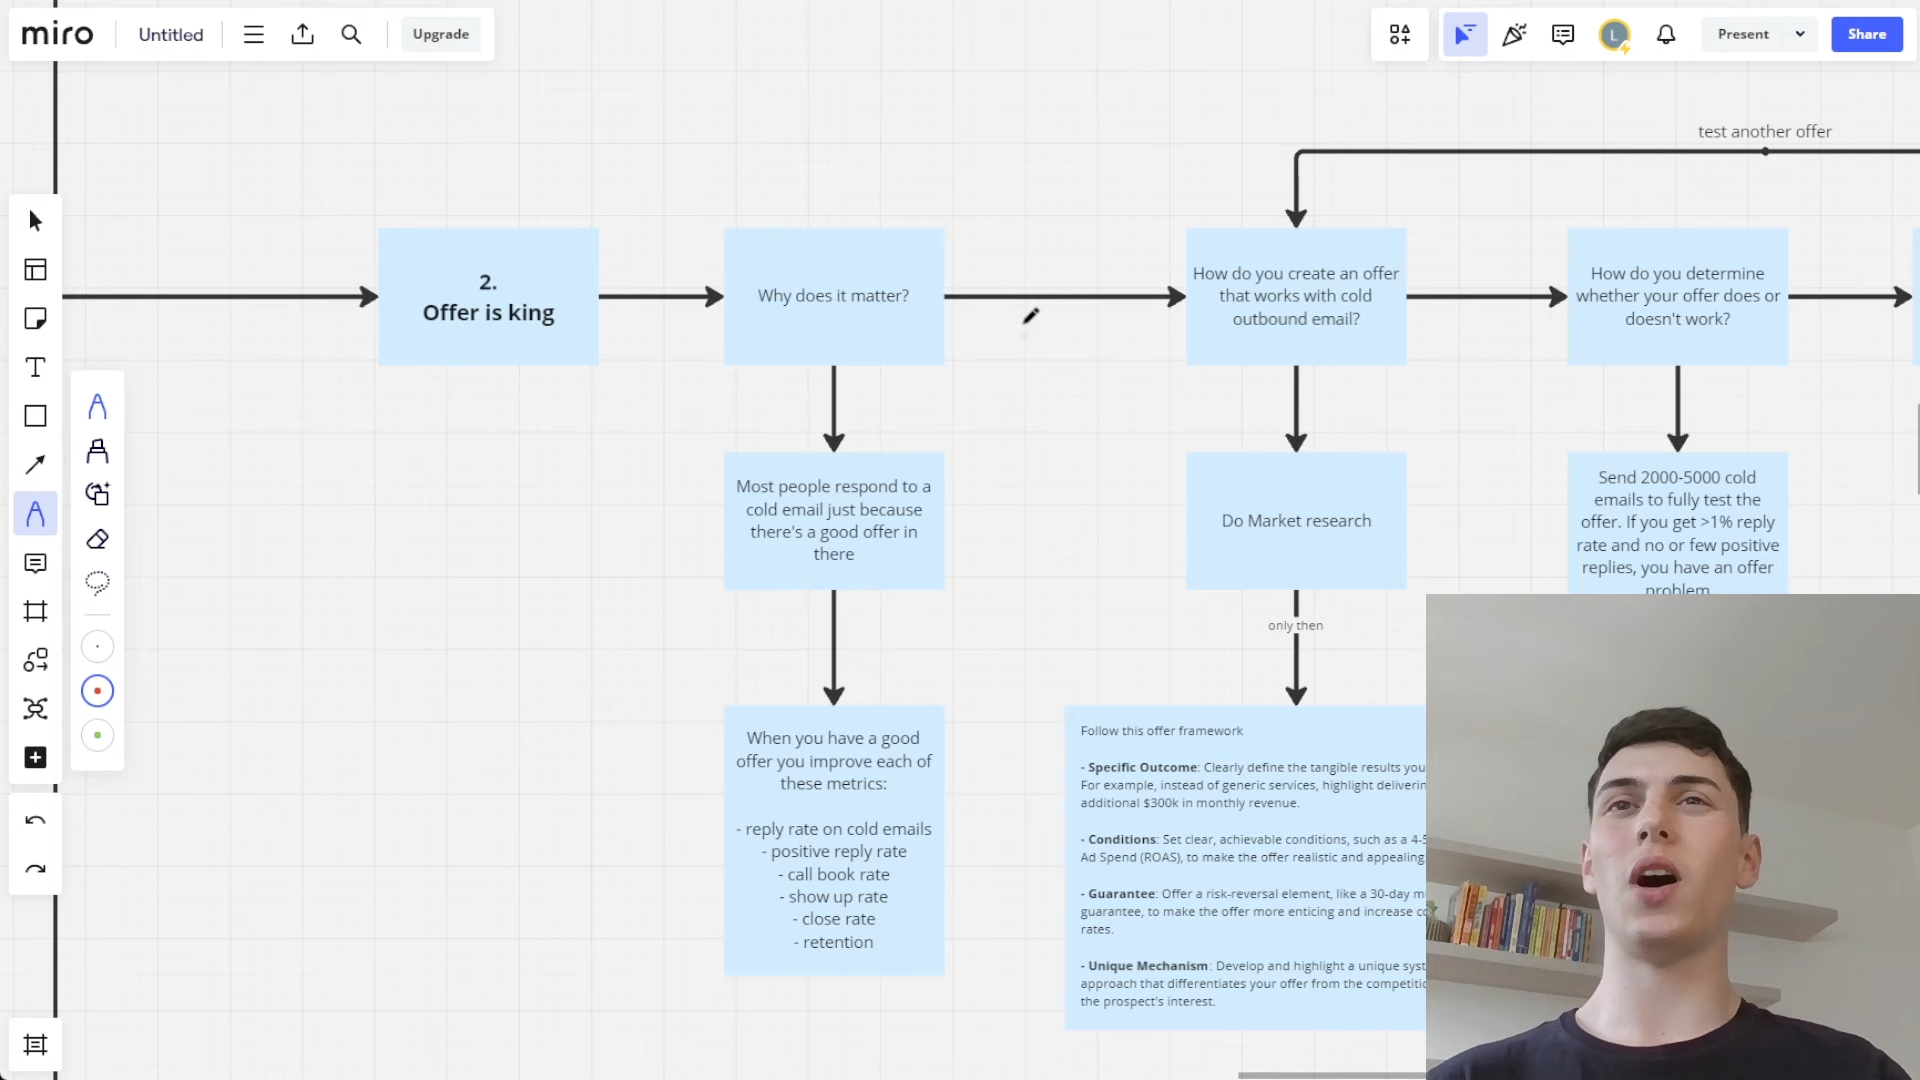 miro
Untitled
Upgrade
L
Present
Share
test another offer
2.
Offer is king
Why does it matter?
How do you create an offer
that works with cold
outbound email?
How do you determine
whether your offer does or
doesn't work?
Most people respond to a
cold email just because
there's a good offer in
there
Do Market research
Send 2000-5000 cold
emails to fully test the
offer. If you get >1% reply
rate and no or few positive
replies, you have an offer
problem
only then
When you have a good
offer you improve each of
these metrics:
- reply rate on cold emails
- positive reply rate
- call book rate
- show up rate
- close rate
- retention
Follow this offer framework
- Specific Outcome: Clearly define the tangible results you
For example, instead of generic services, highlight
additional $300k in monthly revenue.
- Conditions: Set clear, achievable conditions, such as a
Ad Spend (ROAS), to make the offer realistic and appealing
- Guarantee: Offer a risk-reversal element, like a 30-day
guarantee, to make the offer more enticing and increase
rates.
- Unique Mechanism: Develop and highlight a unique
approach that differentiates your offer from the
the prospect's interest.